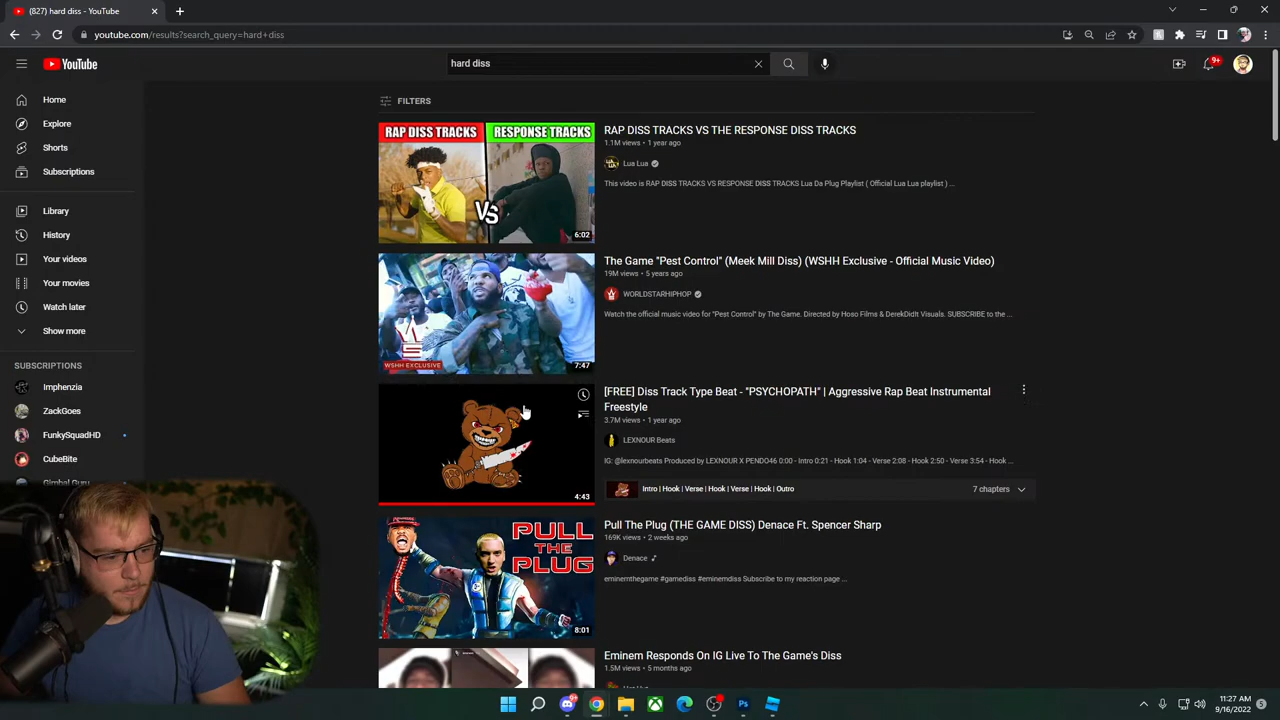 (827) hard diss - YouTube
youtube.com/results?search_query=hard+diss
YouTube
hard diss
9+
Home
Explore
Shorts
Subscriptions
Library
History
Your videos
Your movies
Watch later
Show more
SUBSCRIPTIONS
Imphenzia
ZackGoes
FunkySquadHD
CubeBite
Gimbal Guru
FILTERS
RAP DISS TRACKS
RESPONSE TRACKS
VS
6:02
RAP DISS TRACKS VS THE RESPONSE DISS TRACKS
1.1M views • 1 year ago
Lua Lua
This video is RAP DISS TRACKS VS RESPONSE DISS TRACKS Lua Da Plug Playlist ( Official Lua Lua playlist ) ...
WSHH EXCLUSIVE
7:47
The Game "Pest Control" (Meek Mill Diss) (WSHH Exclusive - Official Music Video)
19M views • 5 years ago
WORLDSTARHIPHOP
Watch the official music video for "Pest Control" by The Game. Directed by Hoso Films & DerekDidIt Visuals. SUBSCRIBE to the ...
4:43
[FREE] Diss Track Type Beat - "PSYCHOPATH" | Aggressive Rap Beat Instrumental
Freestyle
3.7M views • 1 year ago
LEXNOUR Beats
IG: @lexnourbeats Produced by LEXNOUR X PENDO46 0:00 - Intro 0:21 - Hook 1:04 - Verse 2:08 - Hook 2:50 - Verse 3:54 - Hook ...
Intro | Hook | Verse | Hook | Verse | Hook | Outro
7 chapters
PULL
THE
PLUG
8:01
Pull The Plug (THE GAME DISS) Denace Ft. Spencer Sharp
169K views • 2 weeks ago
Denace
eminemthegame #gamediss #eminemdiss Subscribe to my reaction page ...
Eminem Responds On IG Live To The Game's Diss
1.5M views • 5 months ago
11:27 AM
9/16/2022